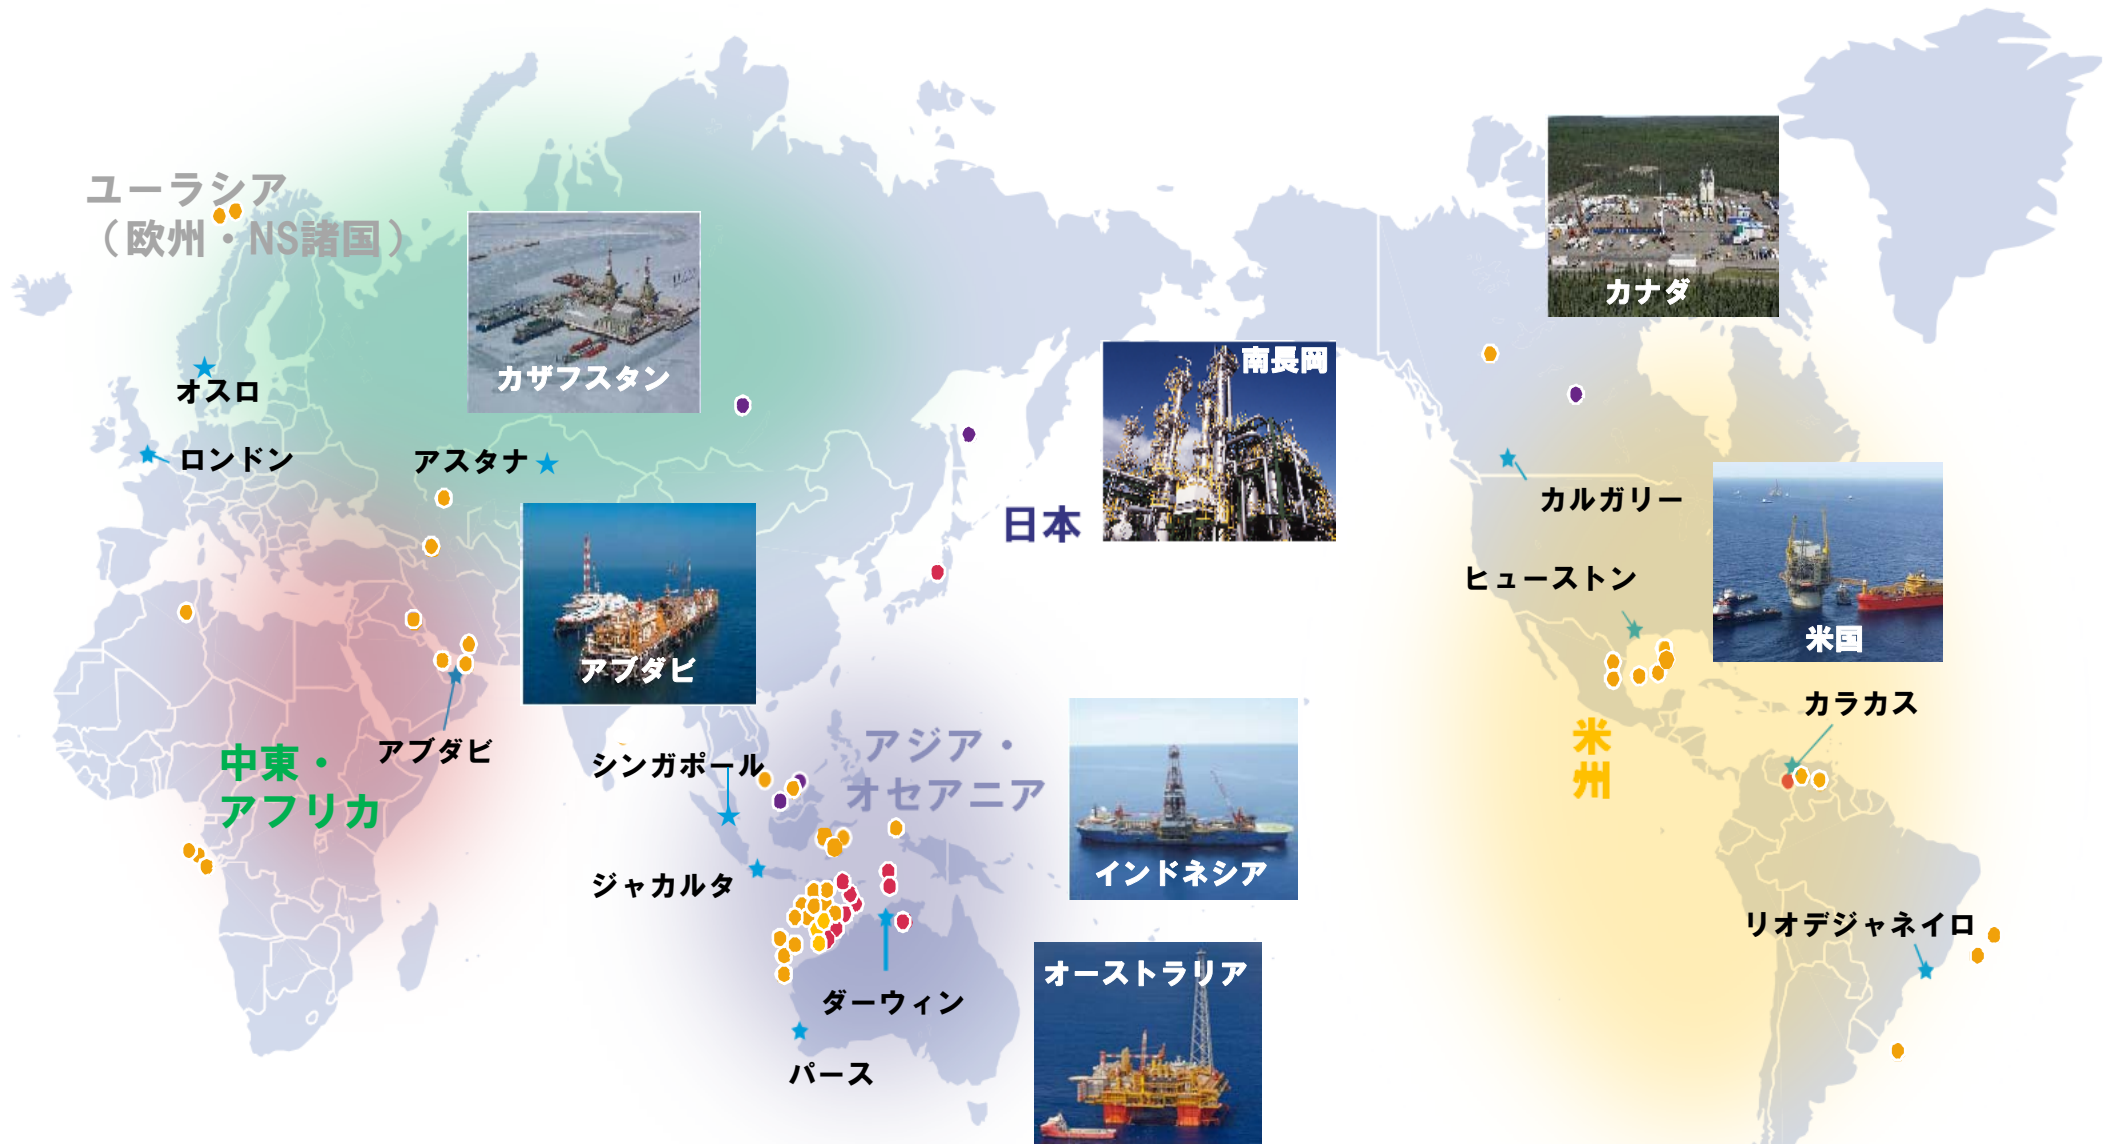 ユーラシア
（欧州・NS諸国）
カザフスタン
カナダ
南長岡
オスロ
ロンドン
アスタナ
日本
カルガリー
ヒューストン
アブダビ
米国
カラカス
中東・
アフリカ
アブダビ
シンガポール
アジア・
オセアニア
米
州
インドネシア
ジャカルタ
リオデジャネイロ
オーストラリア
ダーウィン
パース